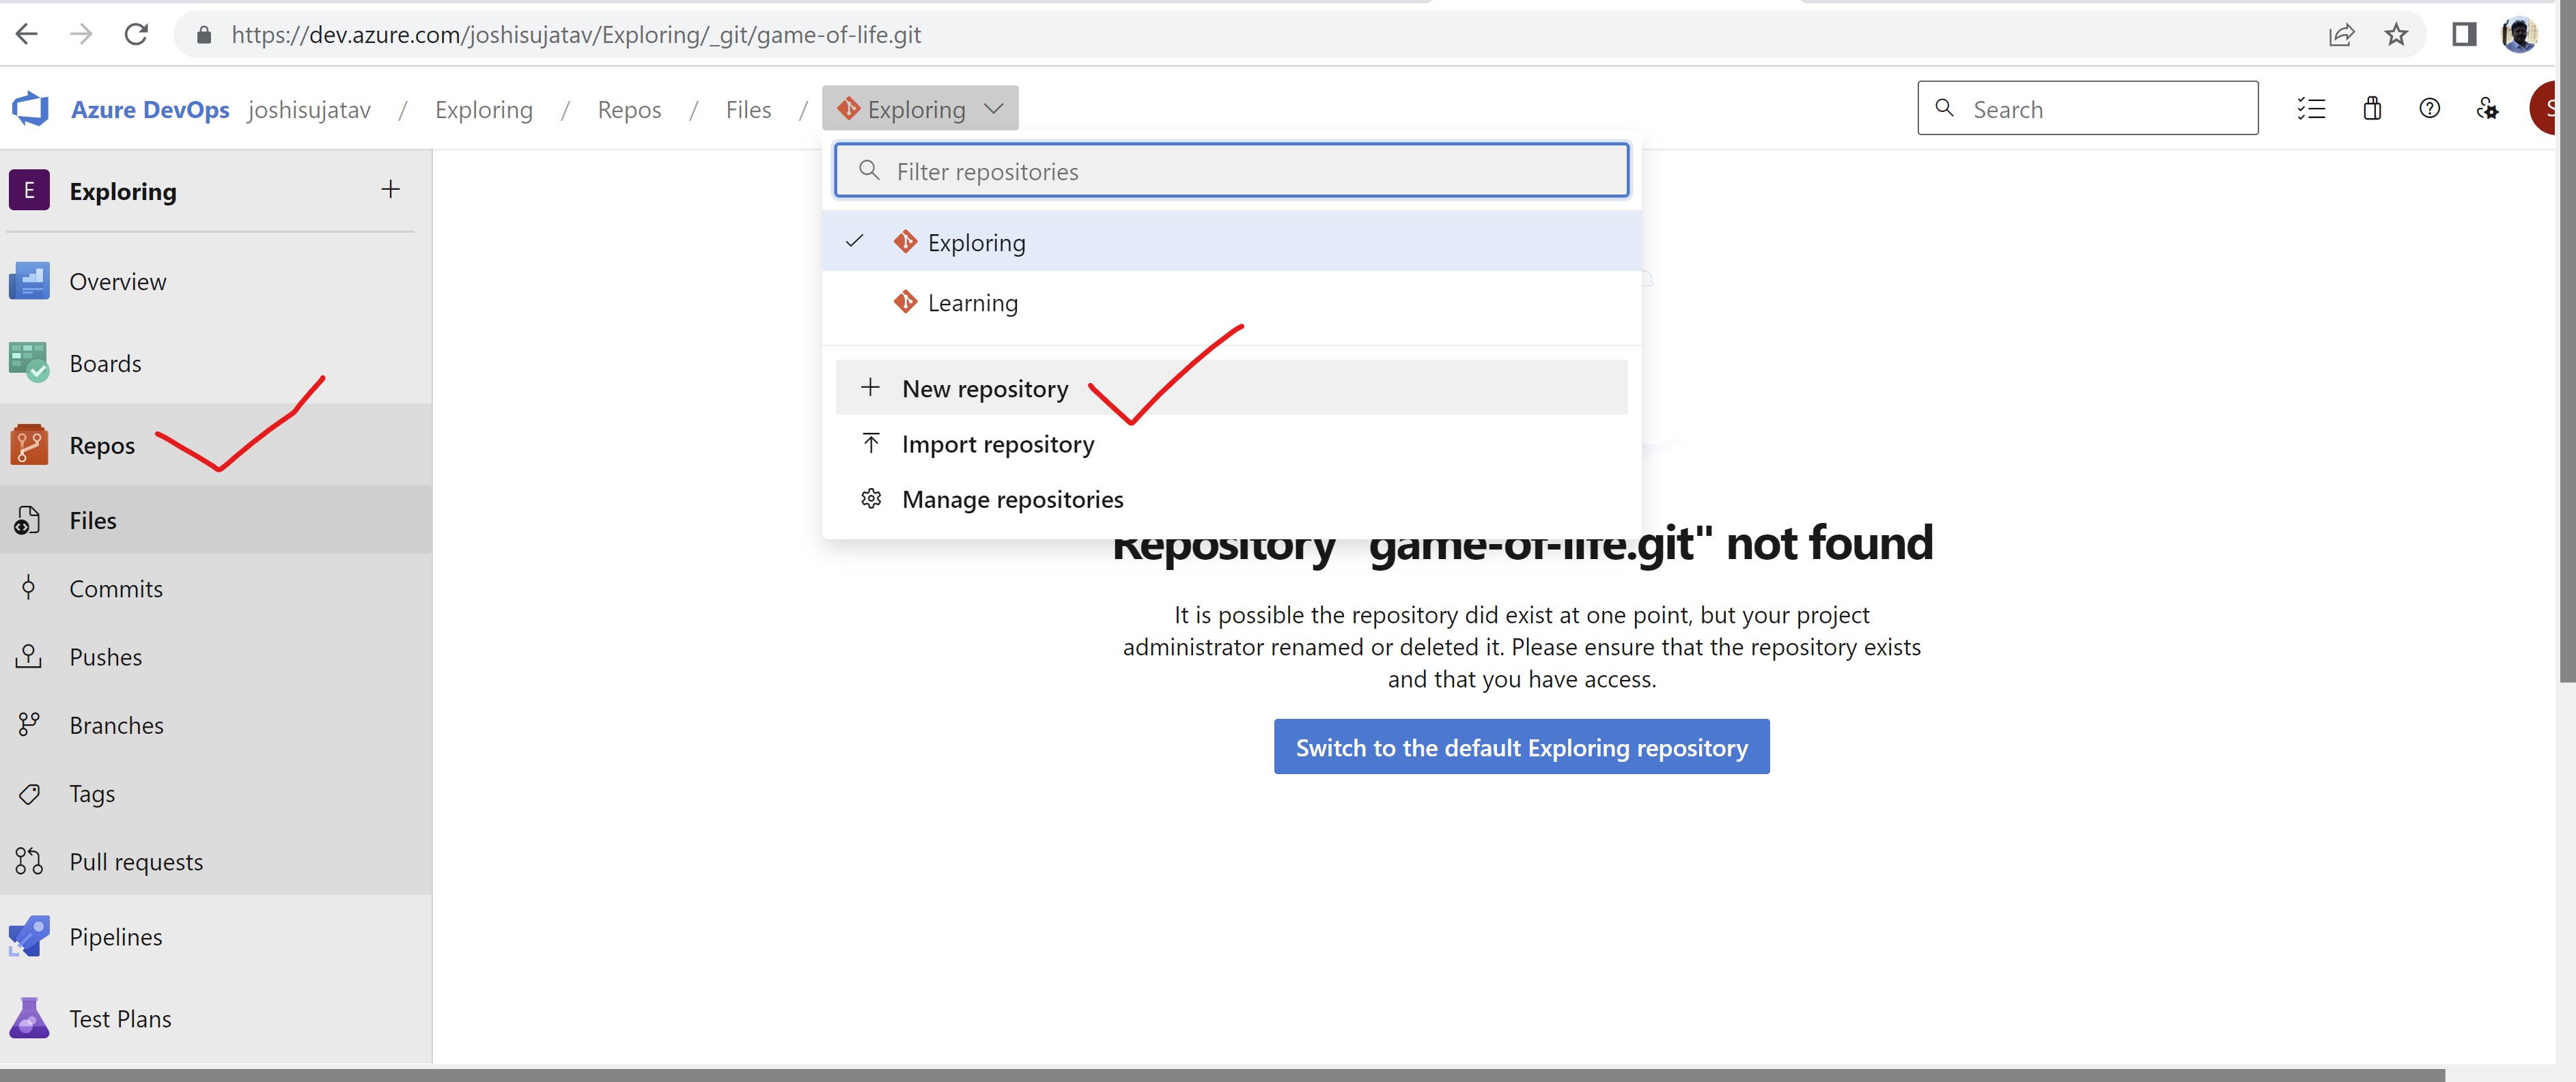 https://dev.azure.com/joshisujatav/Exploring/_git/game-of-life.git
Azure DevOps joshisujatav / Exploring / Repos / Files / Exploring
Search
S
E Exploring
Overview
Boards
Repos
Files
Commits
Pushes
Branches
Tags
Pull requests
Pipelines
Test Plans
Filter repositories
Exploring
Learning
New repository
Import repository
Manage repositories
Repository "game-of-life.git" not found
It is possible the repository did exist at one point, but your project
administrator renamed or deleted it. Please ensure that the repository exists
and that you have access.
Switch to the default Exploring repository